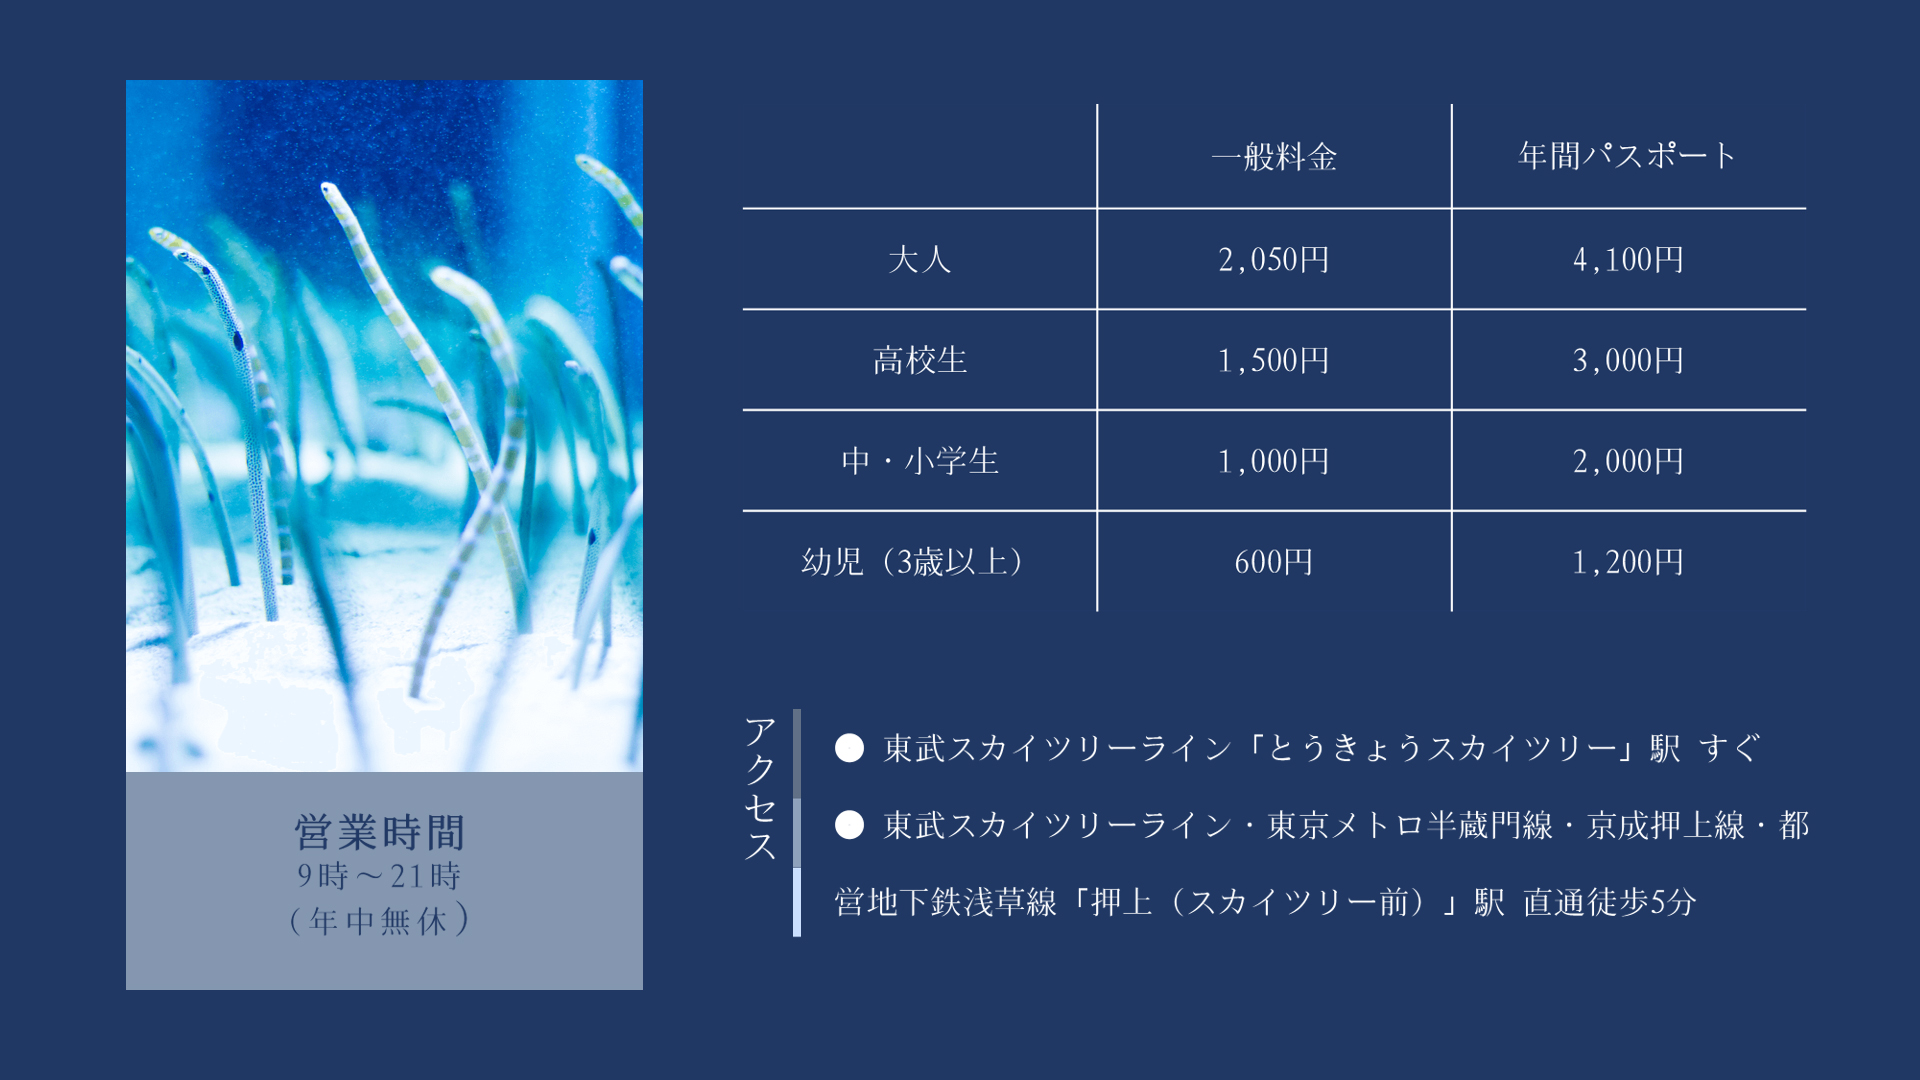 一般料金 年間パスポート
大人 2,050円 4,100円
高校生 1,500円 3,000円
中・小学生 1,000円 2,000円
幼児（3歳以上） 600円 1,200円
営業時間
9時～21時
(年中無休)
アクセス
● 東武スカイツリーライン「とうきょうスカイツリー」駅 すぐ
● 東武スカイツリーライン・東京メトロ半蔵門線・京成押上線・都
営地下鉄浅草線「押上（スカイツリー前）」駅 直通徒歩5分